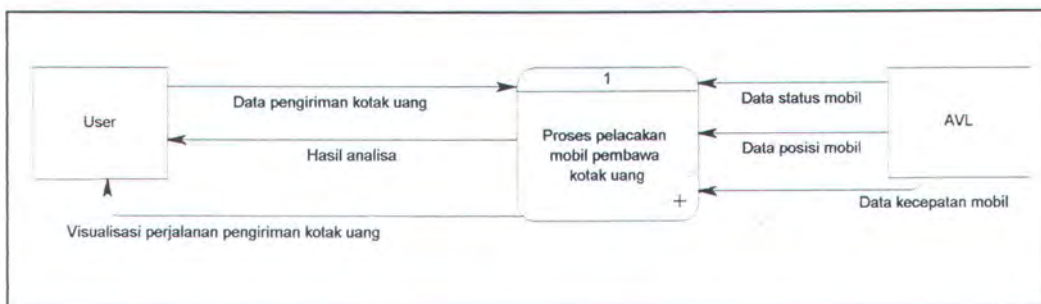 User
Data pengiriman kotak uang
Hasil analisa
Visualisasi perjalanan pengiriman kotak uang
1
Proses pelacakan
mobil pembawa
kotak uang
+
Data status mobil
Data posisi mobil
Data kecepatan mobil
AVL